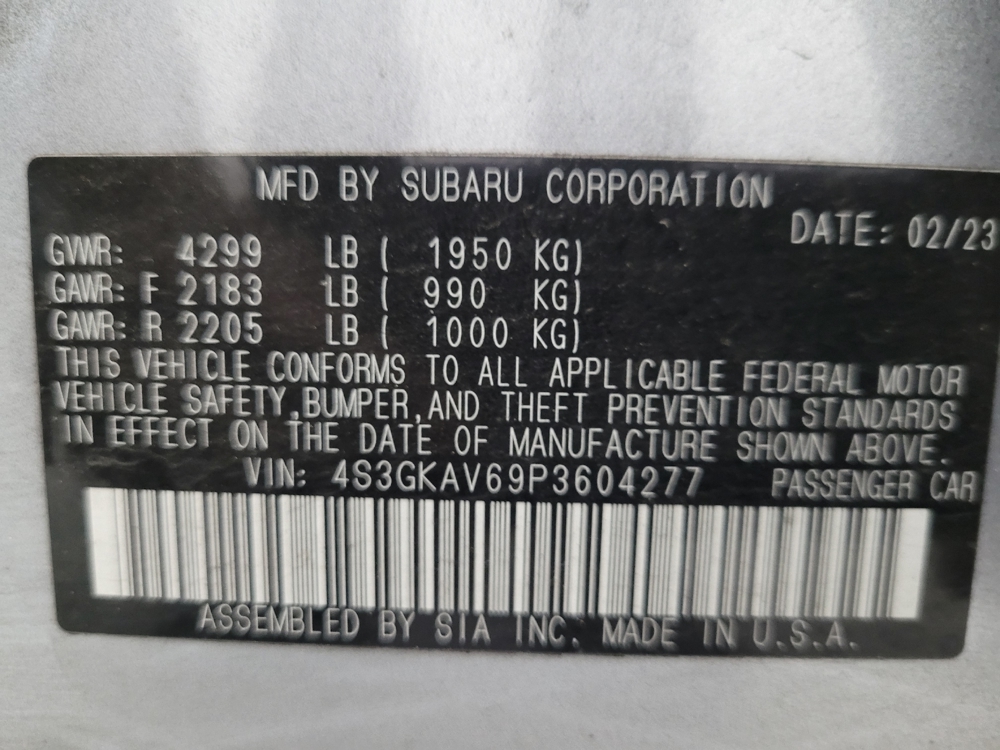 MFD BY SUBARU CORPORATION
DATE: 02/23
GVWR: 4299 LB ( 1950 KG)
GAWR: F 2183 LB ( 990 KG)
GAWR: R 2205 LB ( 1000 KG)
THIS VEHICLE CONFORMS TO ALL APPLICABLE FEDERAL MOTOR
VEHICLE SAFETY,BUMPER,AND THEFT PREVENTION STANDARDS
IN EFFECT ON THE DATE OF MANUFACTURE SHOWN ABOVE.
VIN: 4S3GKAV69P3604277 PASSENGER CAR
ASSEMBLED BY SIA INC. MADE IN U.S.A.